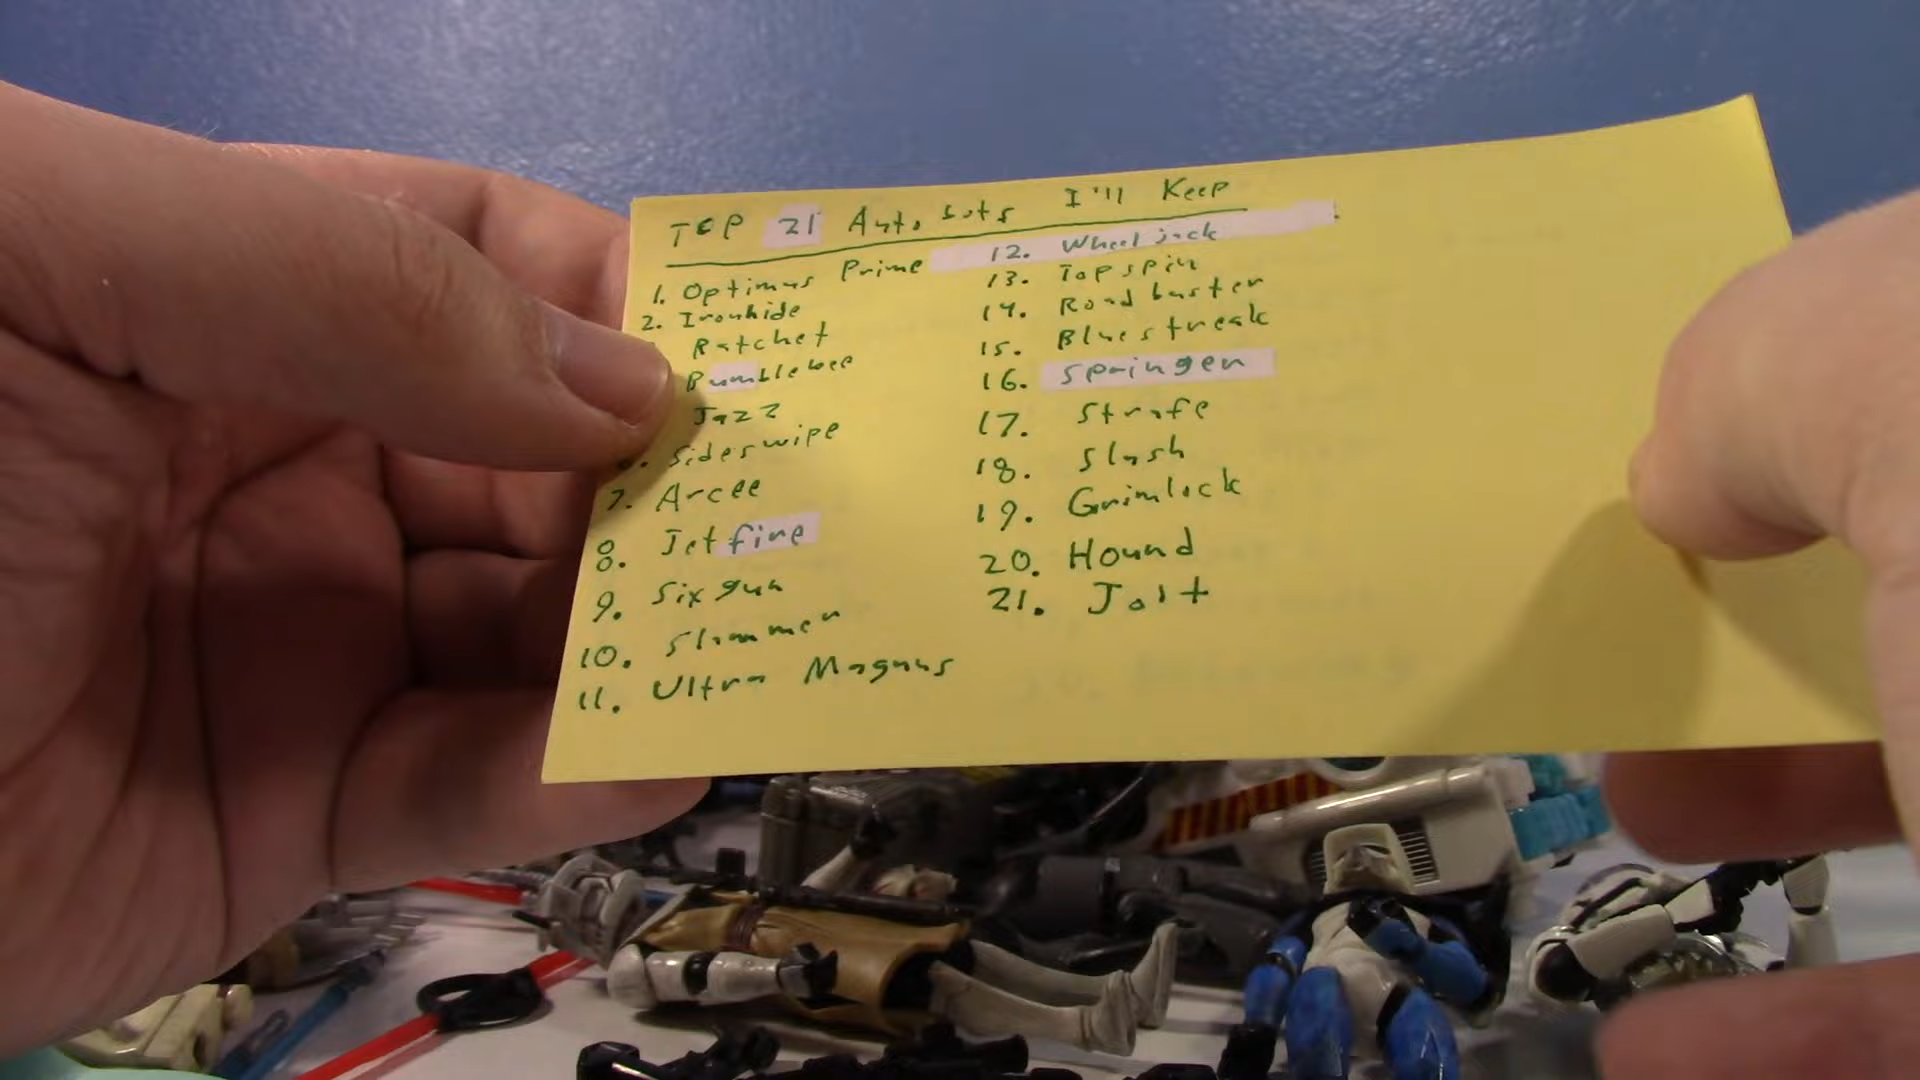 TOP 21 Autobots I'll Keep
1. Optimus Prime
2. Ironhide
Ratchet
Bumblebee
Jazz
6. Sideswipe
7. Arcee
8. Jetfire
9. Sixgun
10. Slammer
11. Ultra Magnus
12. Wheeljack
13. Topspin
14. Roadbuster
15. Bluestreak
16. Springer
17. Strafe
18. Slash
19. Grimlock
20. Hound
21. Jolt